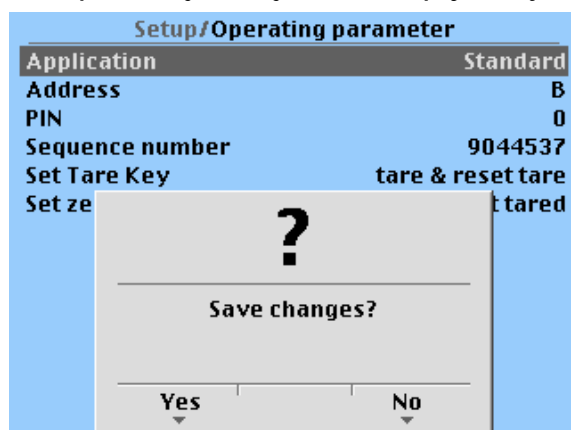 Setup/Operating parameter
Application Standard
Address B
PIN 0
Sequence number 9044537
Set Tare Key tare & reset tare
Set ze t tared
?
Save changes?
Yes No